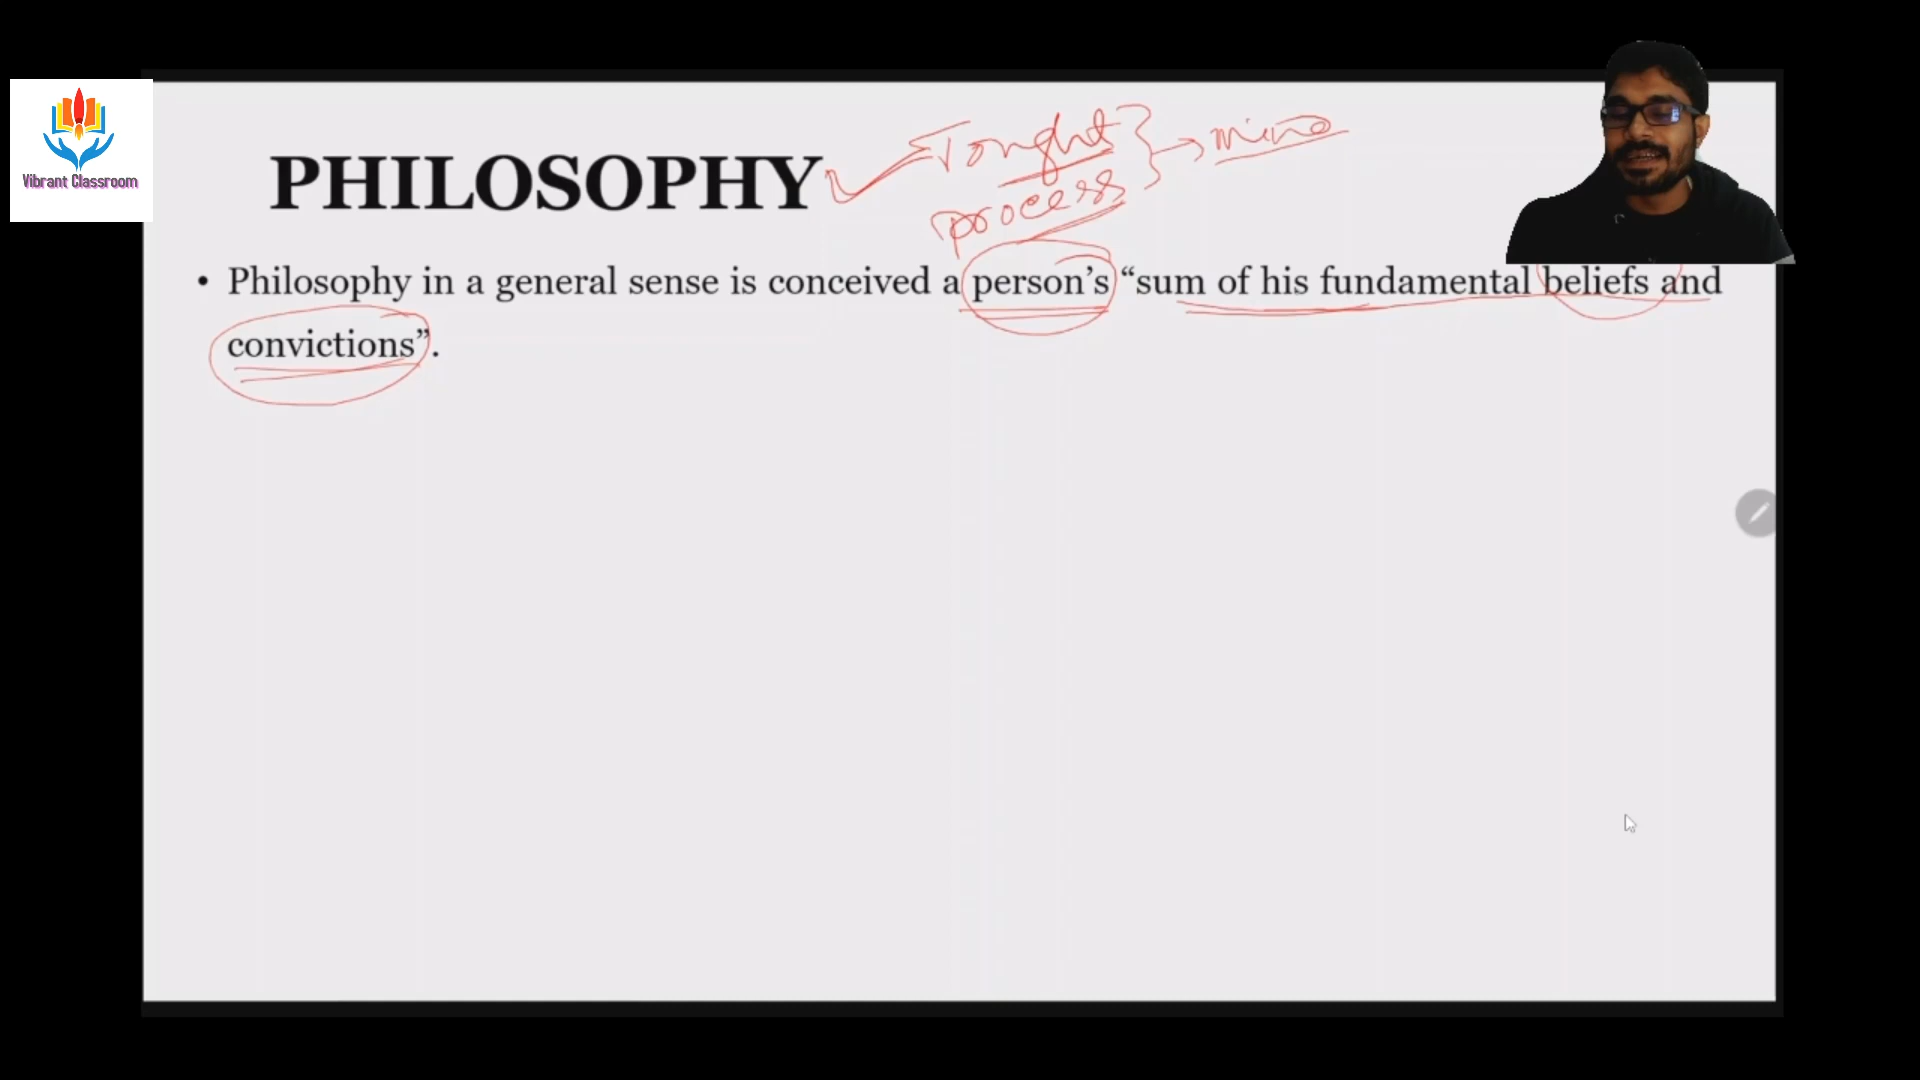 Vibrant Classroom
PHILOSOPHY
Tought
process
mind
• Philosophy in a general sense is conceived a person’s “sum of his fundamental beliefs and
convictions”.